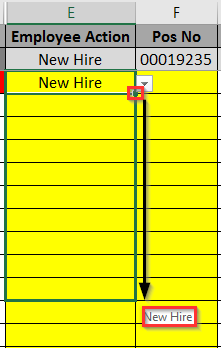 E F
Employee Action Pos No
New Hire 00019235
New Hire
New Hire